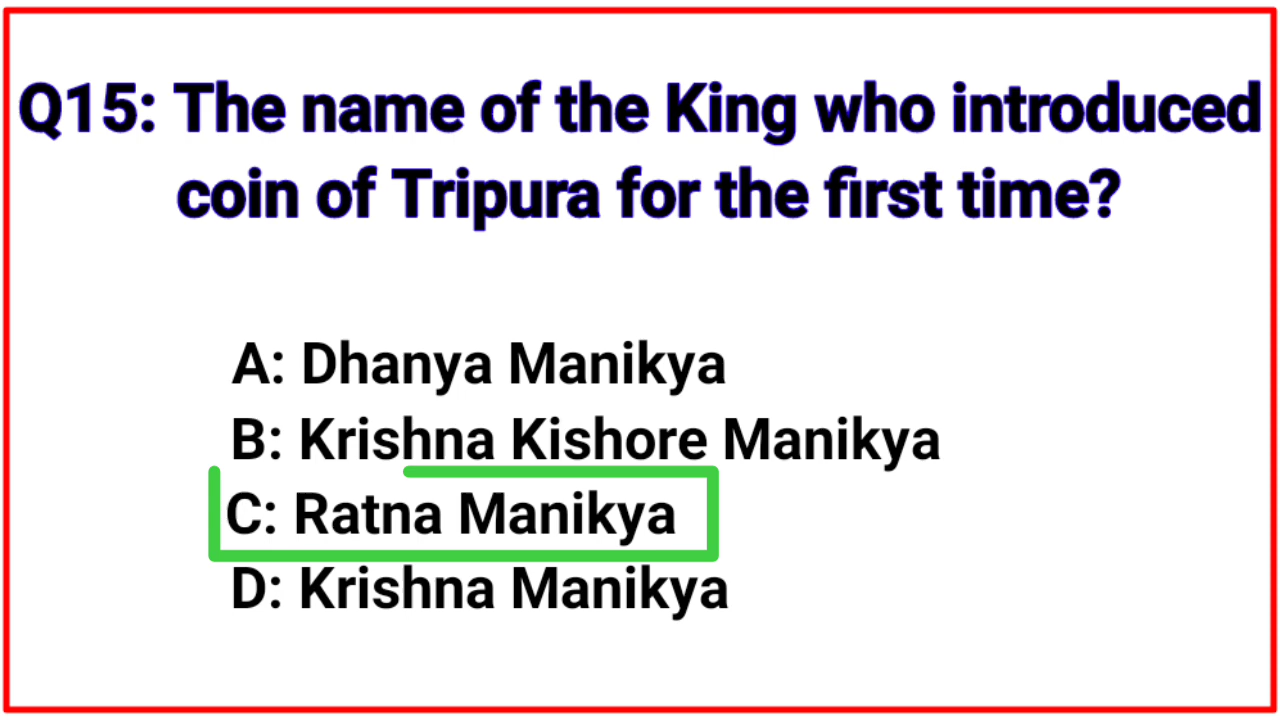 Q15: The name of the King who introduced
coin of Tripura for the first time?
A: Dhanya Manikya
B: Krishna Kishore Manikya
C: Ratna Manikya
D: Krishna Manikya